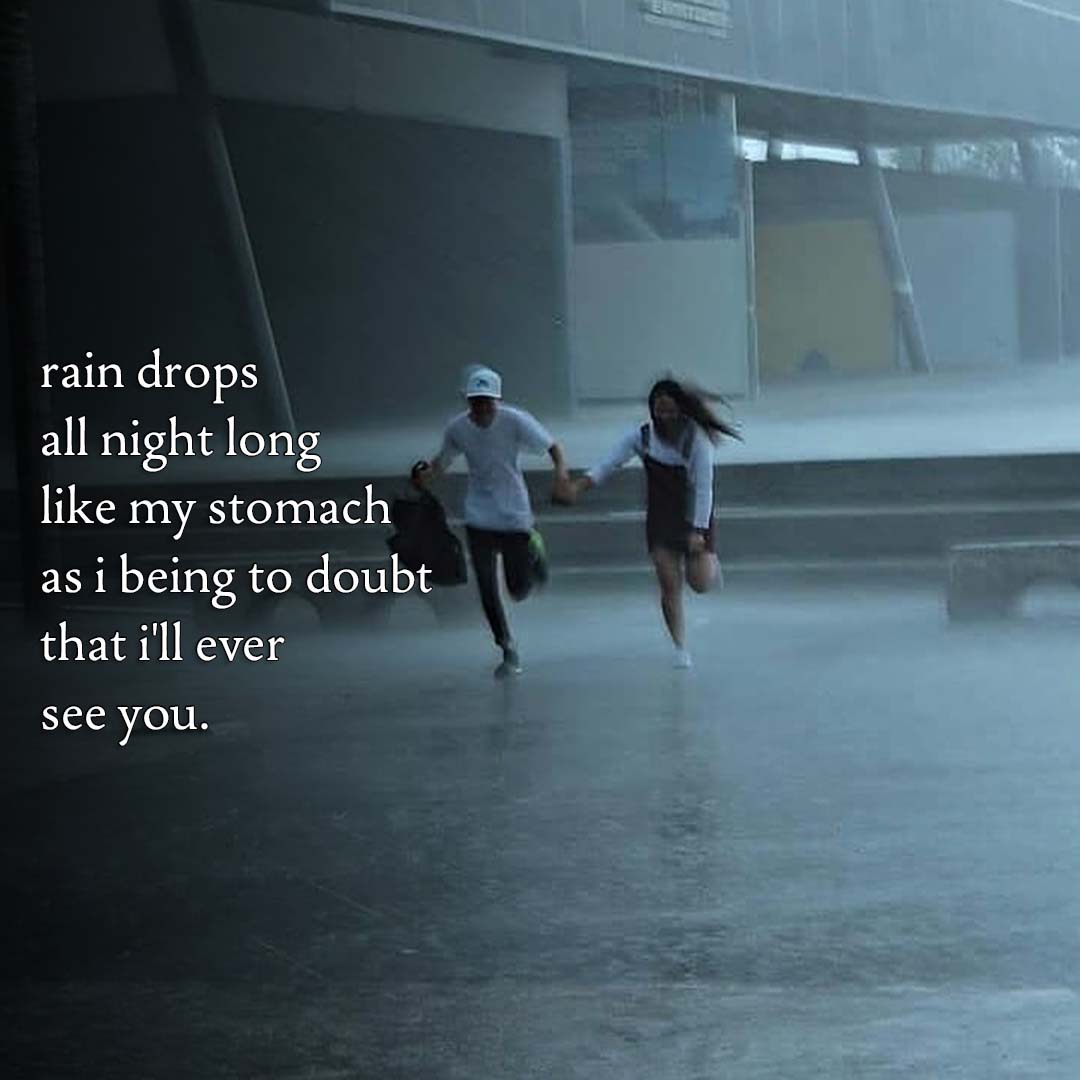 rain drops
all night long
like my stomach
as i being to doubt
that i'll ever
see you.